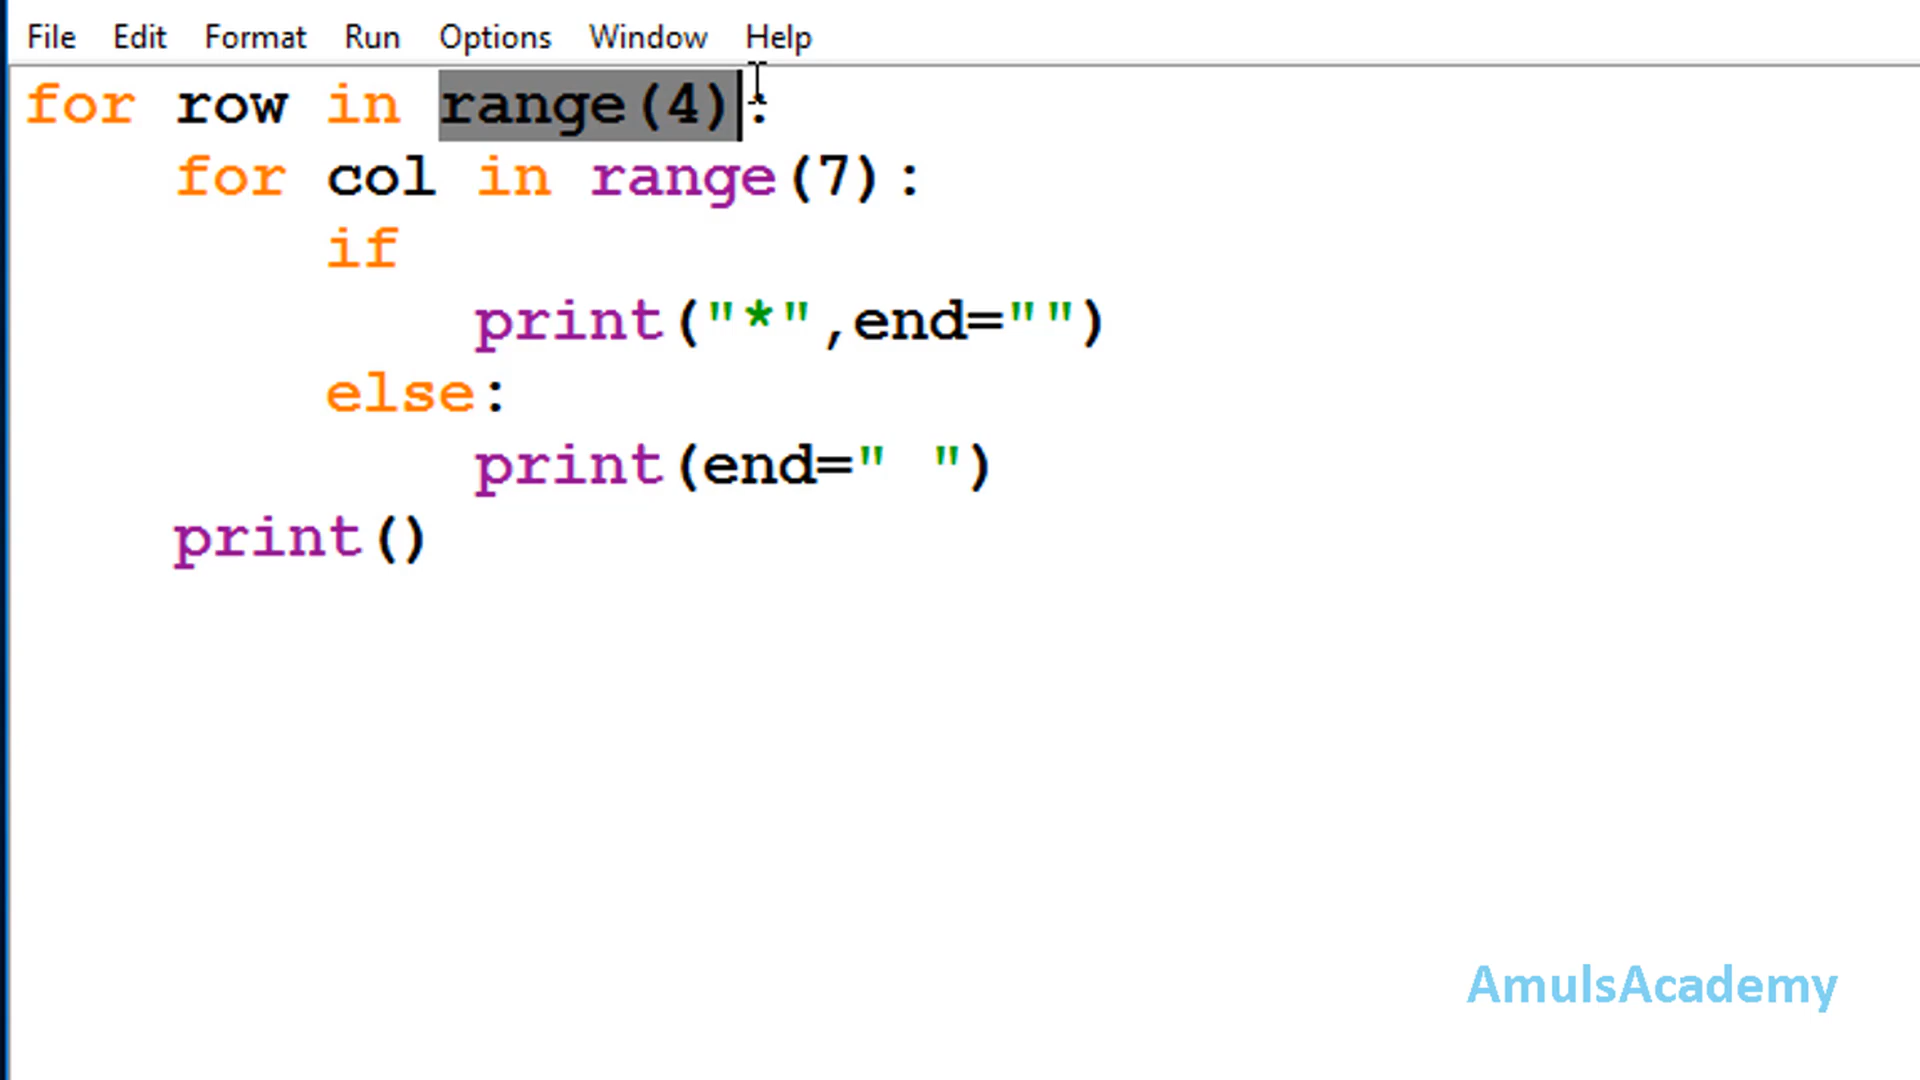 File Edit Format Run Options Window Help
for row in range(4):
    for col in range(7):
        if
            print("*",end="")
        else:
            print(end=" ")
    print()
AmulsAcademy